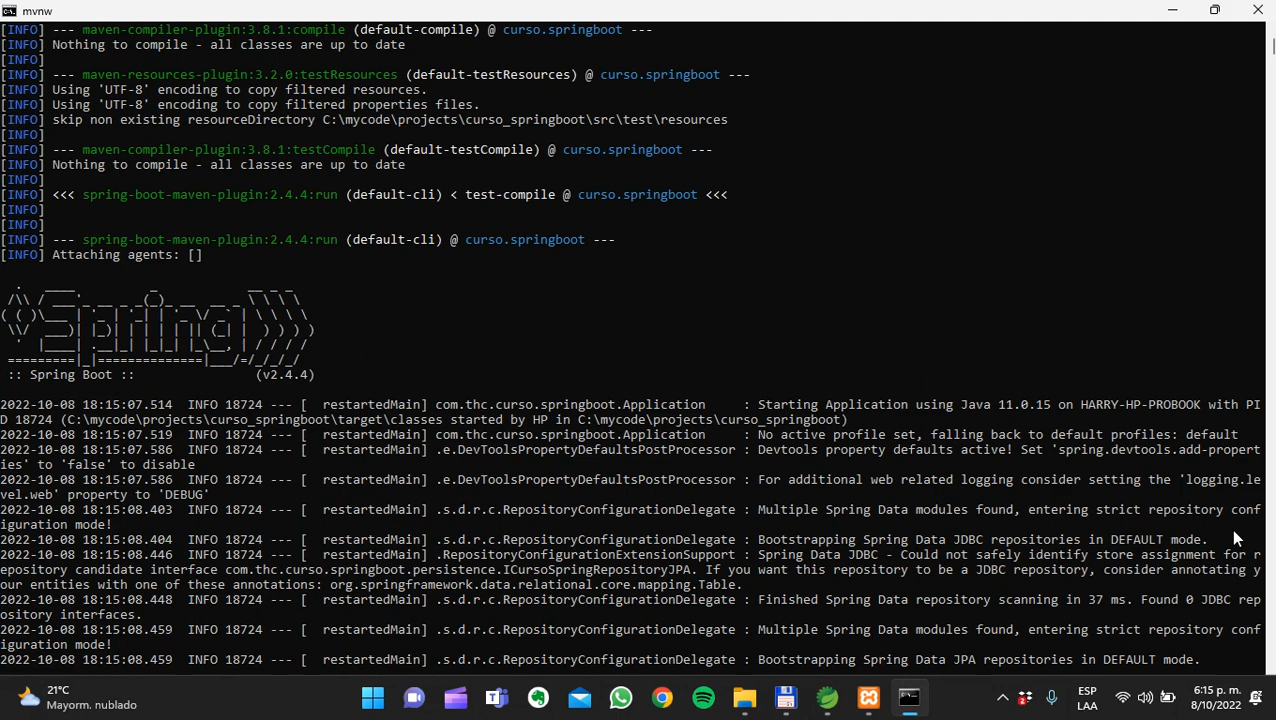 mvnw
[INFO] --- maven-compiler-plugin:3.8.1:compile (default-compile) @ curso.springboot ---
[INFO] Nothing to compile - all classes are up to date
[INFO]
[INFO] --- maven-resources-plugin:3.2.0:testResources (default-testResources) @ curso.springboot ---
[INFO] Using 'UTF-8' encoding to copy filtered resources.
[INFO] Using 'UTF-8' encoding to copy filtered properties files.
[INFO] skip non existing resourceDirectory C:\mycode\projects\curso_springboot\src\test\resources
[INFO]
[INFO] --- maven-compiler-plugin:3.8.1:testCompile (default-testCompile) @ curso.springboot ---
[INFO] Nothing to compile - all classes are up to date
[INFO]
[INFO] <<< spring-boot-maven-plugin:2.4.4:run (default-cli) < test-compile @ curso.springboot <<<
[INFO]
[INFO]
[INFO] --- spring-boot-maven-plugin:2.4.4:run (default-cli) @ curso.springboot ---
[INFO] Attaching agents: []
Spring
:: Spring Boot :: (v2.4.4)
2022-10-08 18:15:07.514  INFO 18724 --- [  restartedMain] com.thc.curso.springboot.Application     : Starting Application using Java 11.0.15 on HARRY-HP-PROBOOK with PI
D 18724 (C:\mycode\projects\curso_springboot\target\classes started by HP in C:\mycode\projects\curso_springboot)
2022-10-08 18:15:07.519  INFO 18724 --- [  restartedMain] com.thc.curso.springboot.Application     : No active profile set, falling back to default profiles: default
2022-10-08 18:15:07.586  INFO 18724 --- [  restartedMain] .e.DevToolsPropertyDefaultsPostProcessor : Devtools property defaults active! Set 'spring.devtools.add-propert
ies' to 'false' to disable
2022-10-08 18:15:07.586  INFO 18724 --- [  restartedMain] .e.DevToolsPropertyDefaultsPostProcessor : For additional web related logging consider setting the 'logging.le
vel.web' property to 'DEBUG'
2022-10-08 18:15:08.403  INFO 18724 --- [  restartedMain] .s.d.r.c.RepositoryConfigurationDelegate : Multiple Spring Data modules found, entering strict repository conf
iguration mode!
2022-10-08 18:15:08.404  INFO 18724 --- [  restartedMain] .s.d.r.c.RepositoryConfigurationDelegate : Bootstrapping Spring Data JDBC repositories in DEFAULT mode.
2022-10-08 18:15:08.446  INFO 18724 --- [  restartedMain] .RepositoryConfigurationExtensionSupport : Spring Data JDBC - Could not safely identify store assignment for r
epository candidate interface com.thc.curso.springboot.persistence.ICursoSpringRepositoryJPA. If you want this repository to be a JDBC repository, consider annotating y
our entities with one of these annotations: org.springframework.data.relational.core.mapping.Table.
2022-10-08 18:15:08.448  INFO 18724 --- [  restartedMain] .s.d.r.c.RepositoryConfigurationDelegate : Finished Spring Data repository scanning in 37 ms. Found 0 JDBC rep
ository interfaces.
2022-10-08 18:15:08.459  INFO 18724 --- [  restartedMain] .s.d.r.c.RepositoryConfigurationDelegate : Multiple Spring Data modules found, entering strict repository conf
iguration mode!
2022-10-08 18:15:08.459  INFO 18724 --- [  restartedMain] .s.d.r.c.RepositoryConfigurationDelegate : Bootstrapping Spring Data JPA repositories in DEFAULT mode.
21°C
Mayorm. nublado
ESP
LAA
6:15 p. m.
8/10/2022